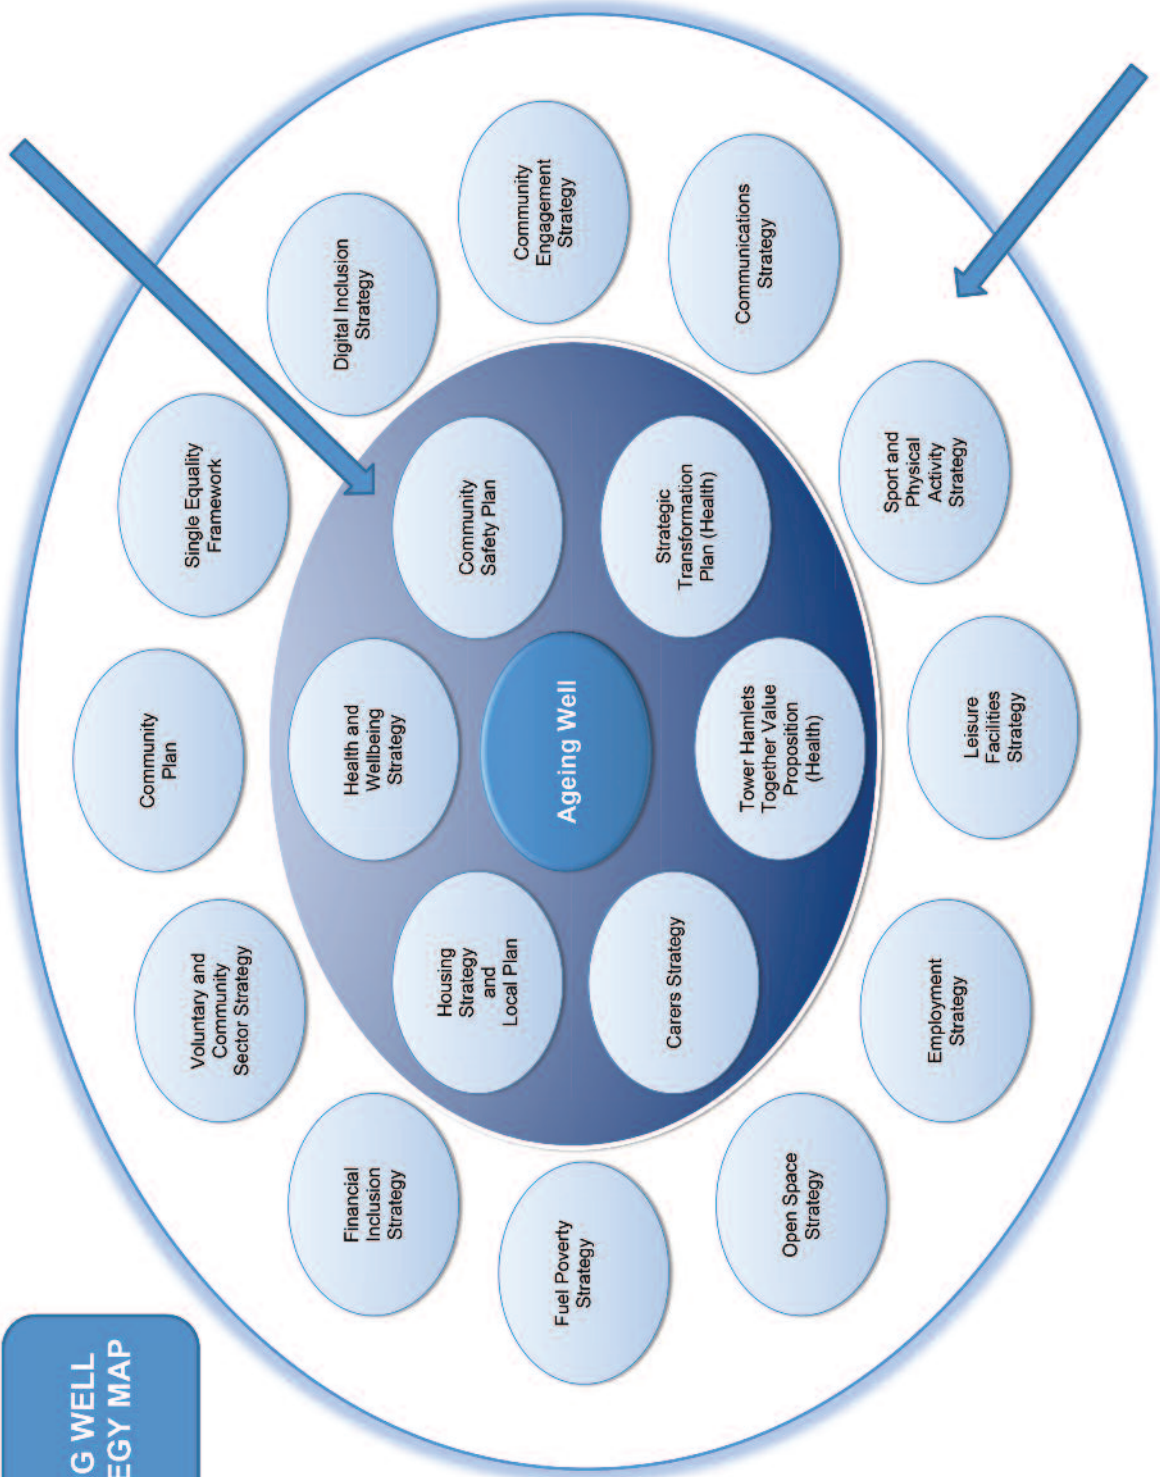 G WELL
EGY MAP
Community
Plan
Single Equality
Framework
Digital Inclusion
Strategy
Community
Engagement
Strategy
Communications
Strategy
Sport and
Physical
Activity
Strategy
Leisure
Facilities
Strategy
Employment
Strategy
Open Space
Strategy
Fuel Poverty
Strategy
Financial
Inclusion
Strategy
Voluntary and
Community
Sector Strategy
Health and
Wellbeing
Strategy
Community
Safety Plan
Strategic
Transformation
Plan (Health)
Tower Hamlets
Together Value
Proposition
(Health)
Carers Strategy
Housing
Strategy
and
Local Plan
Ageing Well